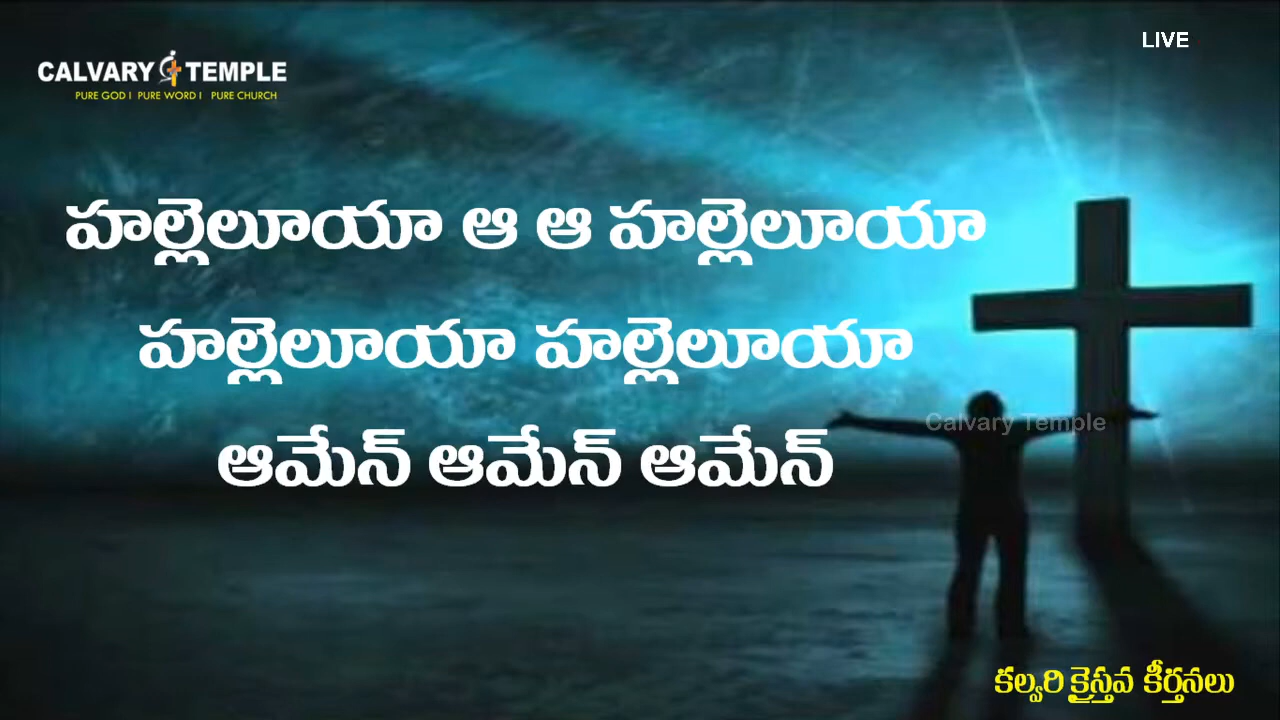 LIVE
CALVARY TEMPLE
PURE GOD I PURE WORD I PURE CHURCH
హల్లెలూయా ఆ ఆ హల్లెలూయా
హల్లెలూయా హల్లెలూయా
ఆమేన్ ఆమేన్ ఆమేన్
Calvary Temple
కల్వరి క్రైస్తవ కీర్తనలు